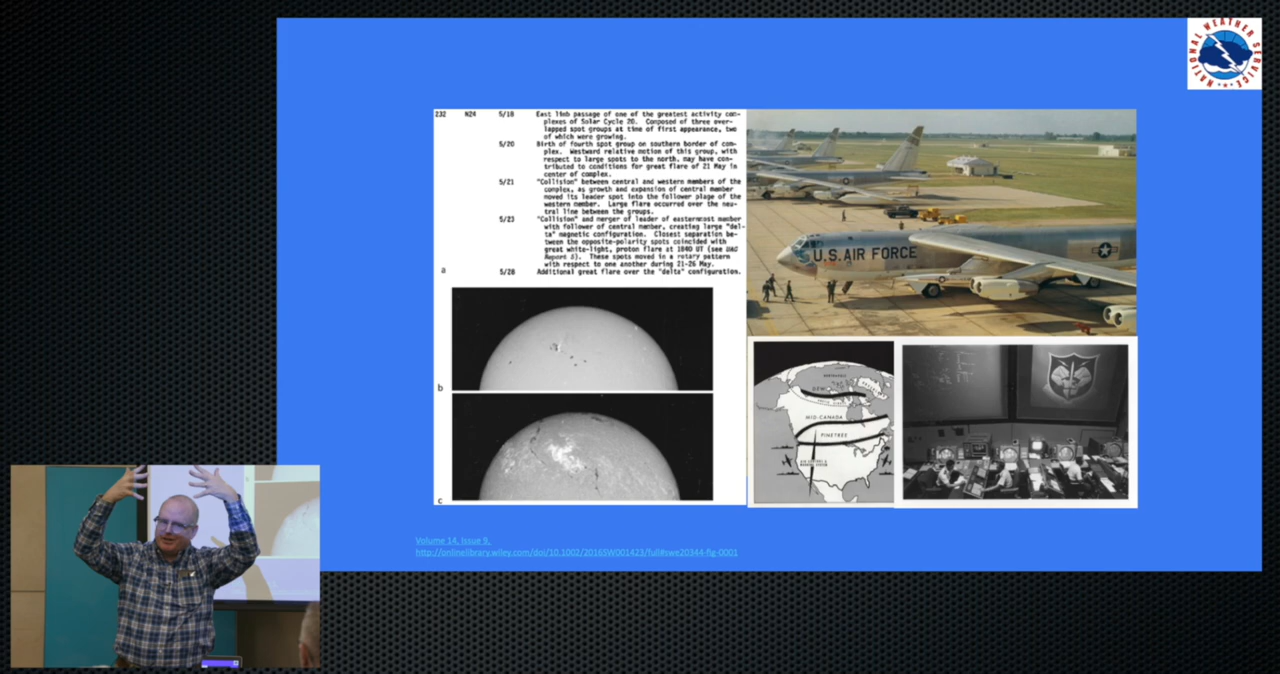 NATIONAL WEATHER SERVICE
232 N24 5/18 East limb passage of one of the greatest activity com-
plexes of Solar Cycle 20. Composed of three over-
lapped spot groups at time of first appearance, two
of which were growing.
5/20 Birth of fourth spot group on southern border of com-
plex. Westward relative motion of this group, with
respect to large spots to the north, may have con-
tributed to conditions for great flare of 21 May in
center of complex.
5/21 "Collision" between central and western members of the
complex, as growth and expansion of central member
moved its leader spot into the follower plage of the
western member. Large flare occurred over the neu-
tral line between the groups.
5/23 "Collision" and merger of leader of easternmost member
with follower of central member, creating large "del-
ta" magnetic configuration. Closest separation be-
tween the opposite-polarity spots coincided with
great white-light, proton flare at 1840 UT (see UAG
Report 5). These spots moved in a rotary pattern
with respect to one another during 21-26 May.
5/28 Additional great flare over the "delta" configuration.
a
b
c
U.S. AIR FORCE
DEW
MID-CANADA
PINETREE
Volume 14, Issue 9,
http://onlinelibrary.wiley.com/doi/10.1002/2016SW001423/full#swe20344-fig-0001